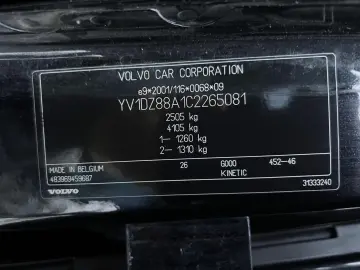 VOLVO CAR CORPORATION
e9*2001/116*0068*09
YV1DZ88A1C2265081
2505 kg
4105 kg
1— 1260 kg
2— 1310 kg
MADE IN BELGIUM 26 G000 452-46
483969459687 KINETIC
VOLVO 31333240